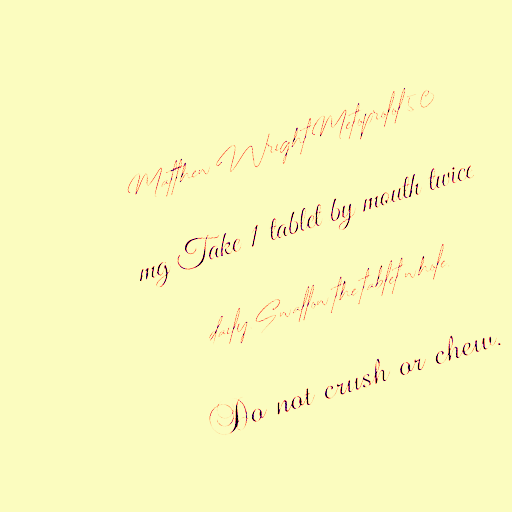 Matthew Wright Metoprolol 50
mg Take 1 tablet by mouth twice
daily Swallow the tablet whole
Do not crush or chew.